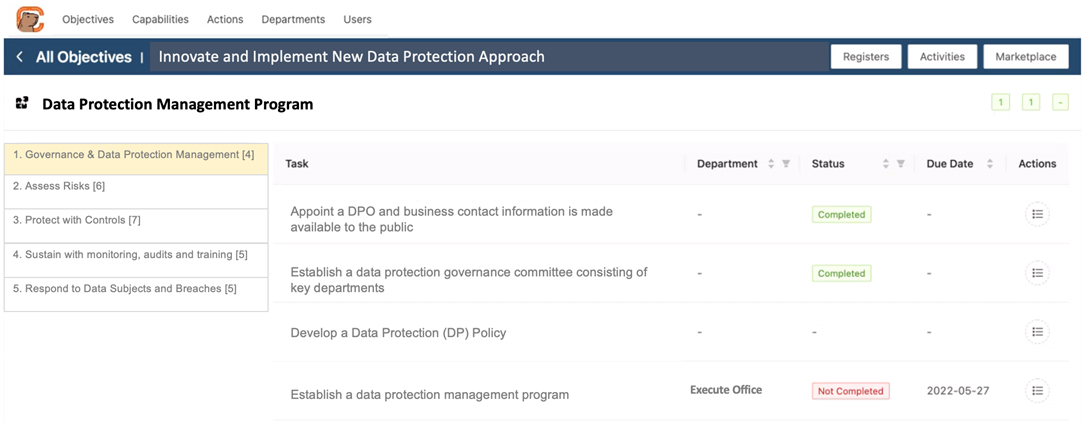 Objectives Capabilities Actions Departments Users
< All Objectives | Innovate and Implement New Data Protection Approach Registers Activities Marketplace
Data Protection Management Program 1 1 -
1. Governance & Data Protection Management [4]
2. Assess Risks [6]
3. Protect with Controls [7]
4. Sustain with monitoring, audits and training [5]
5. Respond to Data Subjects and Breaches [5]
Task Department Status Due Date Actions
Appoint a DPO and business contact information is made
available to the public - Completed -
Establish a data protection governance committee consisting of
key departments - Completed -
Develop a Data Protection (DP) Policy - - -
Establish a data protection management program Execute Office Not Completed 2022-05-27